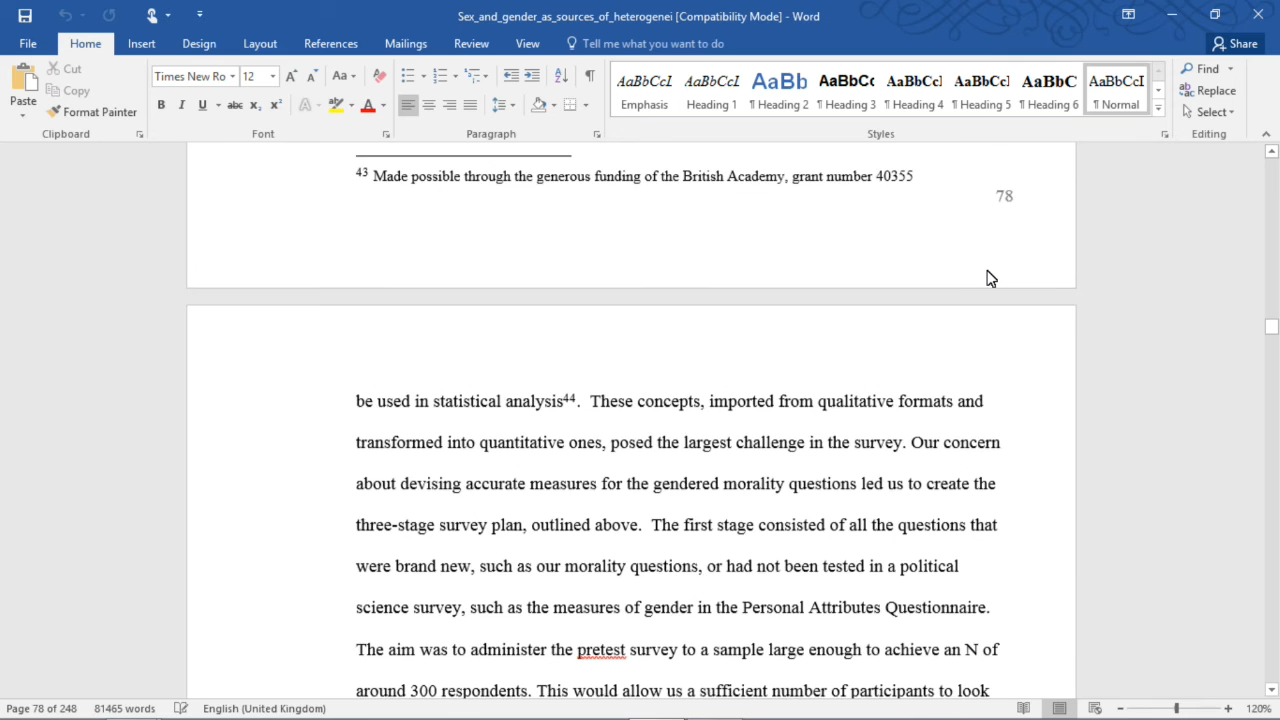 Sex_and_gender_as_sources_of_heterogenei [Compatibility Mode] - Word
File Home Insert Design Layout References Mailings Review View Tell me what you want to do Share
Paste
Cut
Copy
Format Painter
Clipboard
Times New Ro 12
Font
Paragraph
AaBbCcI AaBbCcI AaBb AaBbCc AaBbCcI AaBbCcI AaBbC AaBbCcI
Emphasis Heading 1 ¶ Heading 2 ¶ Heading 3 ¶ Heading 4 ¶ Heading 5 ¶ Heading 6 ¶ Normal
Styles
Find
Replace
Select
Editing
43 Made possible through the generous funding of the British Academy, grant number 40355
78
be used in statistical analysis44.  These concepts, imported from qualitative formats and
transformed into quantitative ones, posed the largest challenge in the survey. Our concern
about devising accurate measures for the gendered morality questions led us to create the
three-stage survey plan, outlined above.  The first stage consisted of all the questions that
were brand new, such as our morality questions, or had not been tested in a political
science survey, such as the measures of gender in the Personal Attributes Questionnaire.
The aim was to administer the pretest survey to a sample large enough to achieve an N of
around 300 respondents. This would allow us a sufficient number of participants to look
Page 78 of 248 81465 words English (United Kingdom) 120%